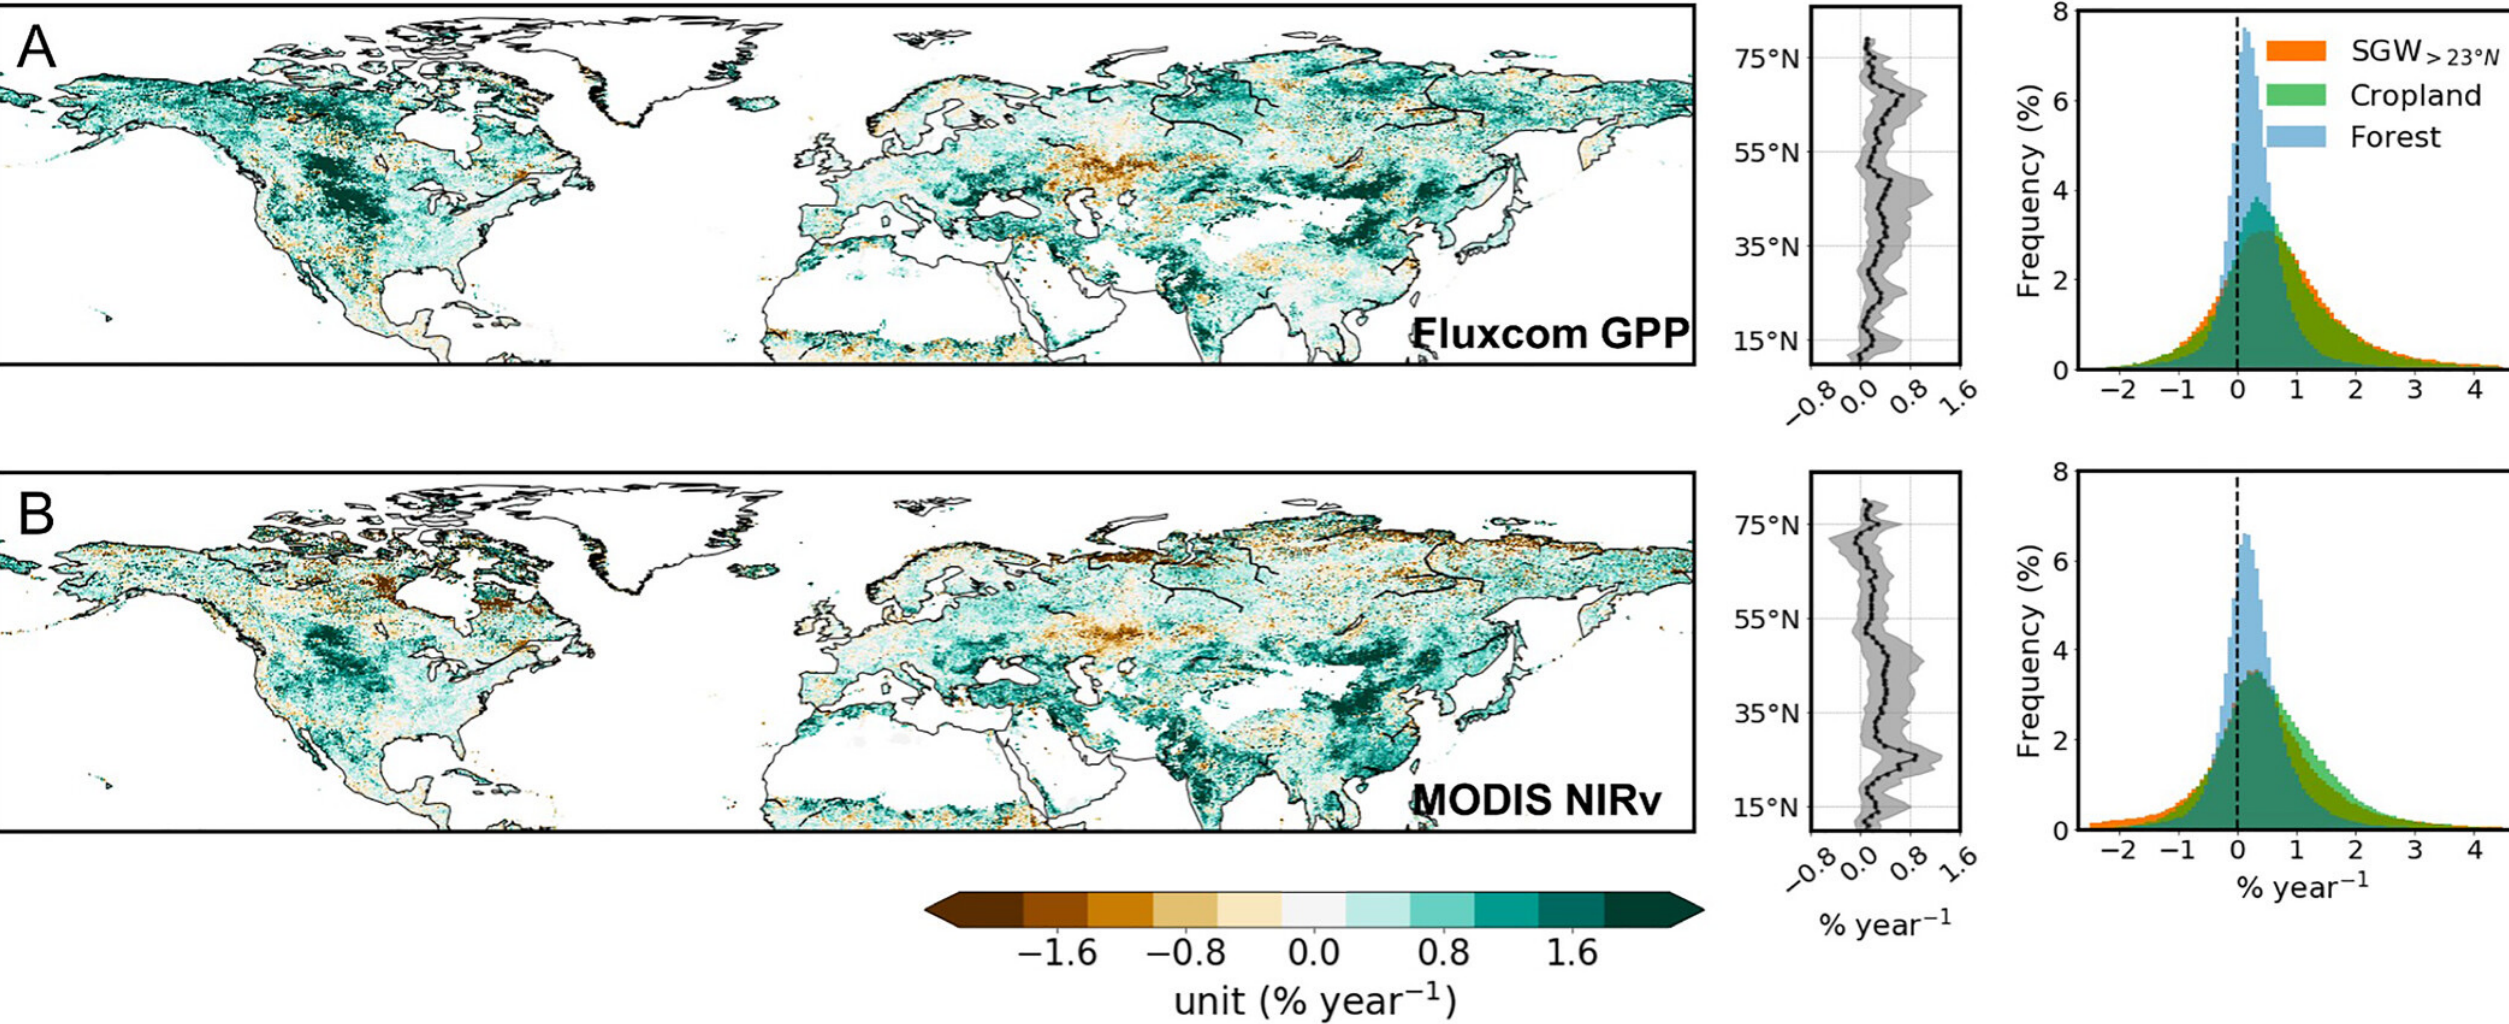 A
Fluxcom GPP
75°N
55°N
35°N
15°N
−0.8
0.0
0.8
1.6
Frequency (%)
8
6
4
2
0
−2 −1 0 1 2 3 4
SGW>23°N
Cropland
Forest
B
MODIS NIRv
75°N
55°N
35°N
15°N
−0.8
0.0
0.8
1.6
% year−1
Frequency (%)
8
6
4
2
0
−2 −1 0 1 2 3 4
% year−1
−1.6 −0.8 0.0 0.8 1.6
unit (% year−1)